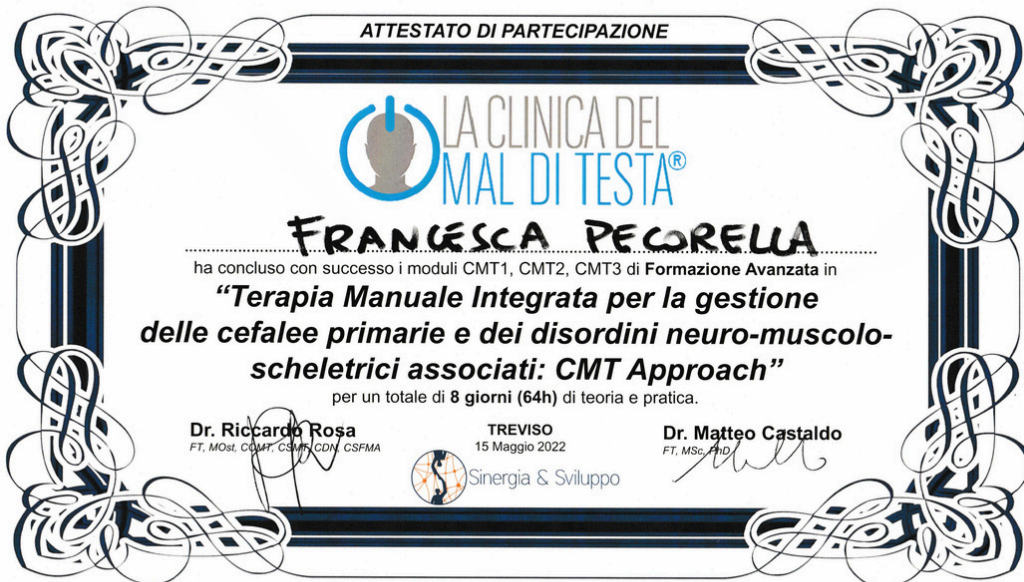 ATTESTATO DI PARTECIPAZIONE
LA CLINICA DEL
MAL DI TESTA®
FRANCESCA PECORELLA
ha concluso con successo i moduli CMT1, CMT2, CMT3 di Formazione Avanzata in
“Terapia Manuale Integrata per la gestione
delle cefalee primarie e dei disordini neuro-muscolo-
scheletrici associati: CMT Approach”
per un totale di 8 giorni (64h) di teoria e pratica.
Dr. Riccardo Rosa
FT, MOst, CCMT, CSMT, CDN, CSFMA
TREVISO
15 Maggio 2022
Dr. Matteo Castaldo
FT, MSc, PhD
Sinergia & Sviluppo